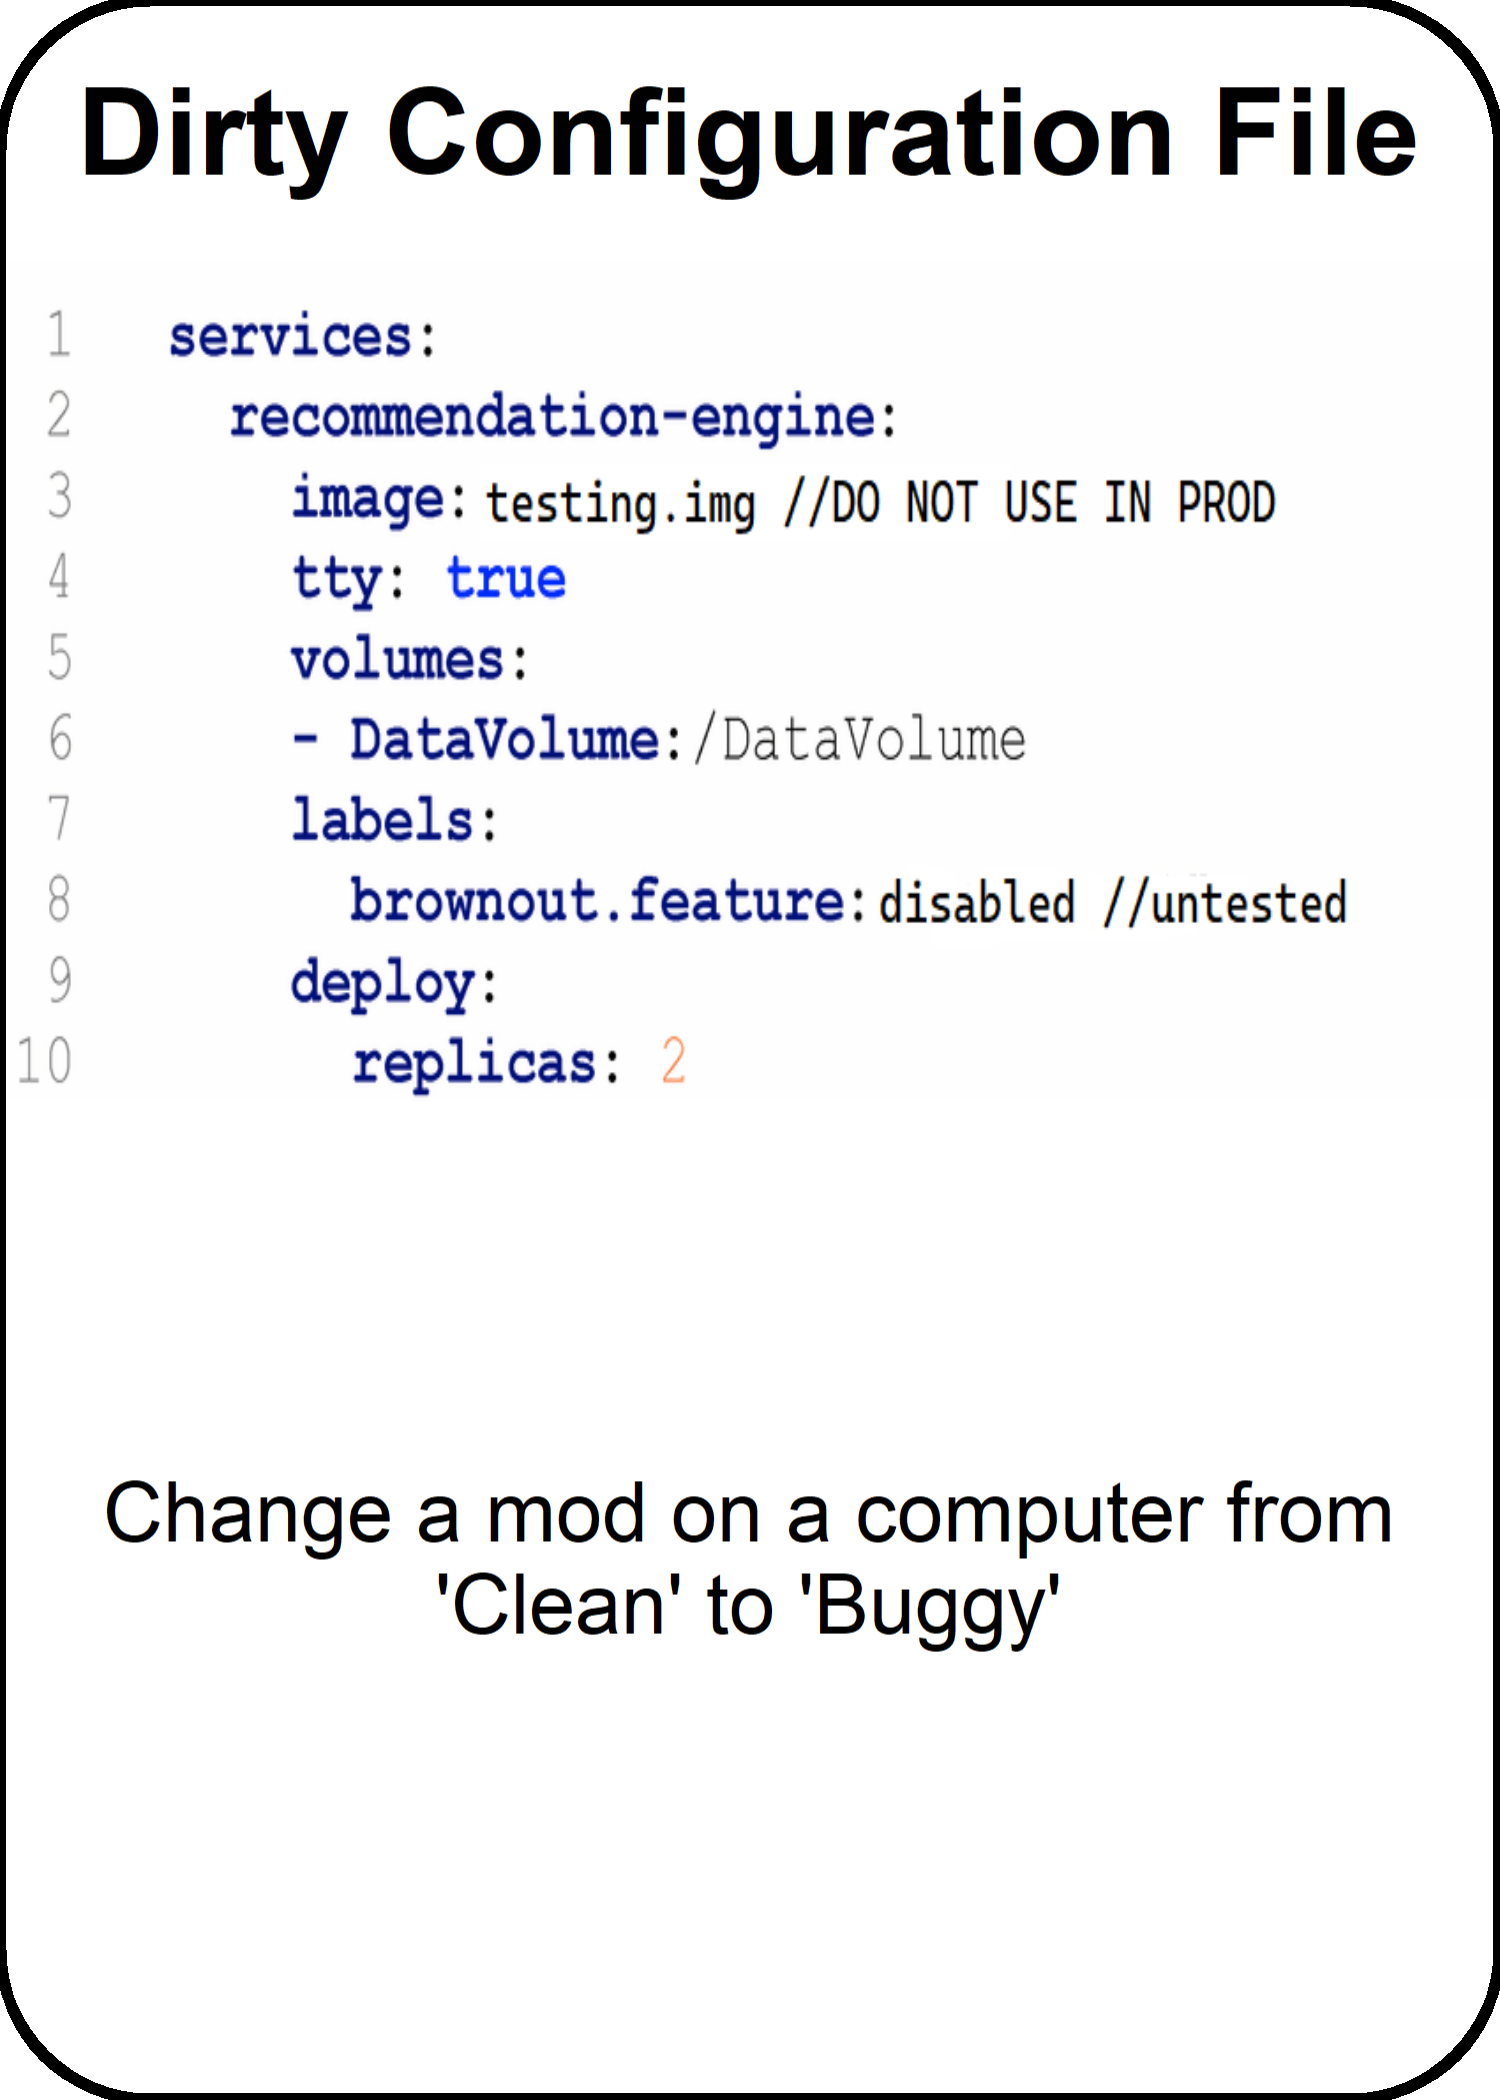 Dirty Configuration File
1 services:
2 recommendation-engine:
3 image: testing.img //DO NOT USE IN PROD
4 tty: true
5 volumes:
6 - DataVolume:/DataVolume
7 labels:
8 brownout.feature: disabled //untested
9 deploy:
10 replicas: 2
Change a mod on a computer from
'Clean' to 'Buggy'